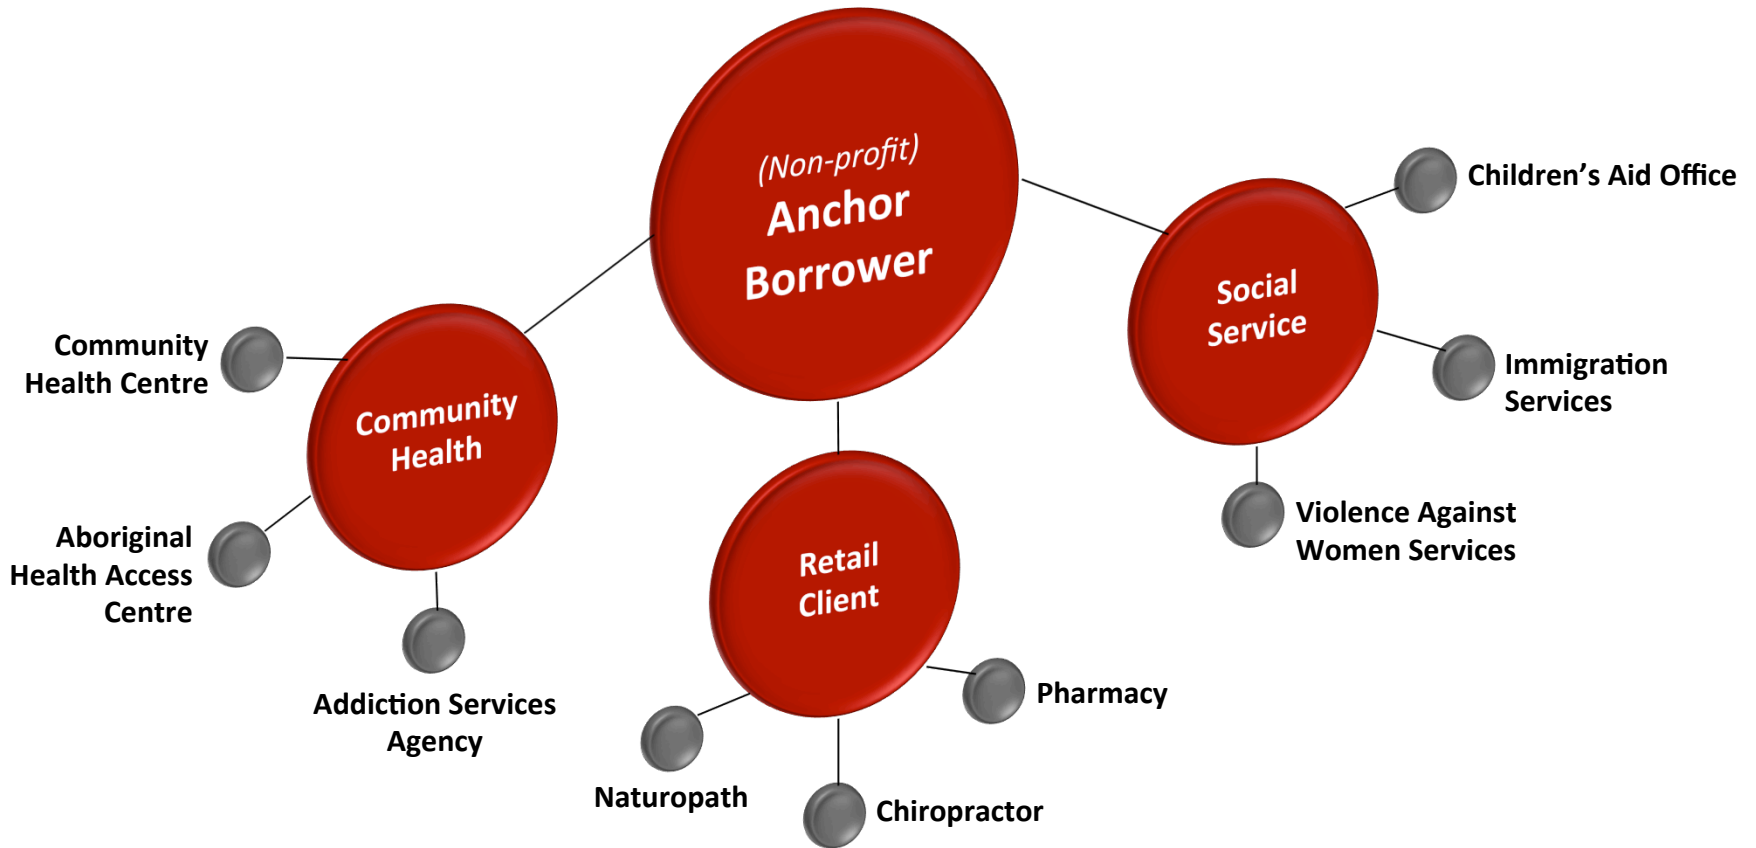 (Non-profit)
Anchor
Borrower
Community
Health
Community
Health Centre
Aboriginal
Health Access
Centre
Addiction Services
Agency
Retail
Client
Naturopath
Chiropractor
Pharmacy
Social
Service
Children’s Aid Office
Immigration
Services
Violence Against
Women Services